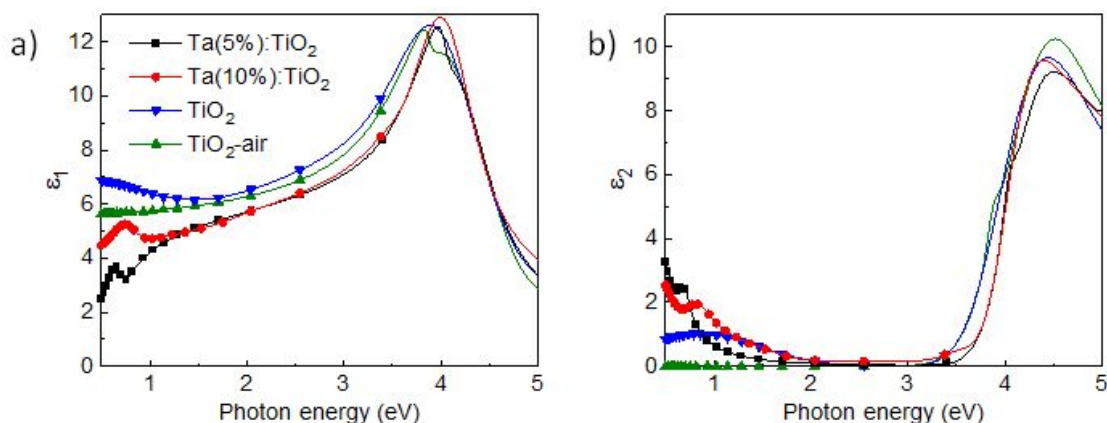 a)
ε₁
12
10
8
6
4
2
0
1
2
3
4
5
Photon energy (eV)
Ta(5%):TiO₂
Ta(10%):TiO₂
TiO₂
TiO₂-air
b)
ε₂
10
8
6
4
2
0
1
2
3
4
5
Photon energy (eV)